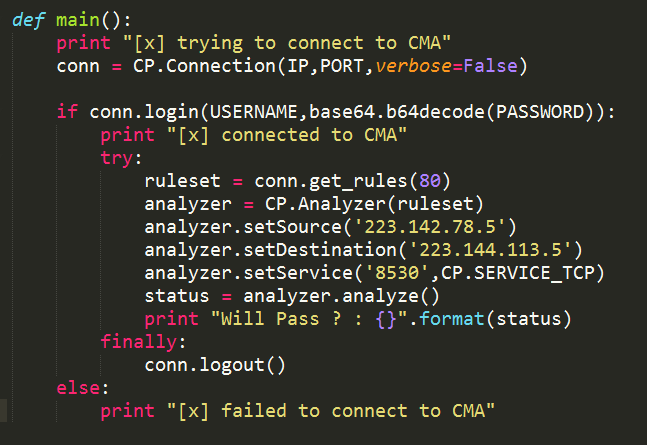 def main():
    print "[x] trying to connect to CMA"
    conn = CP.Connection(IP,PORT,verbose=False)

    if conn.login(USERNAME,base64.b64decode(PASSWORD)):
        print "[x] connected to CMA"
        try:
            ruleset = conn.get_rules(80)
            analyzer = CP.Analyzer(ruleset)
            analyzer.setSource('223.142.78.5')
            analyzer.setDestination('223.144.113.5')
            analyzer.setService('8530',CP.SERVICE_TCP)
            status = analyzer.analyze()
            print "Will Pass ? : {}".format(status)
        finally:
            conn.logout()
    else:
        print "[x] failed to connect to CMA"